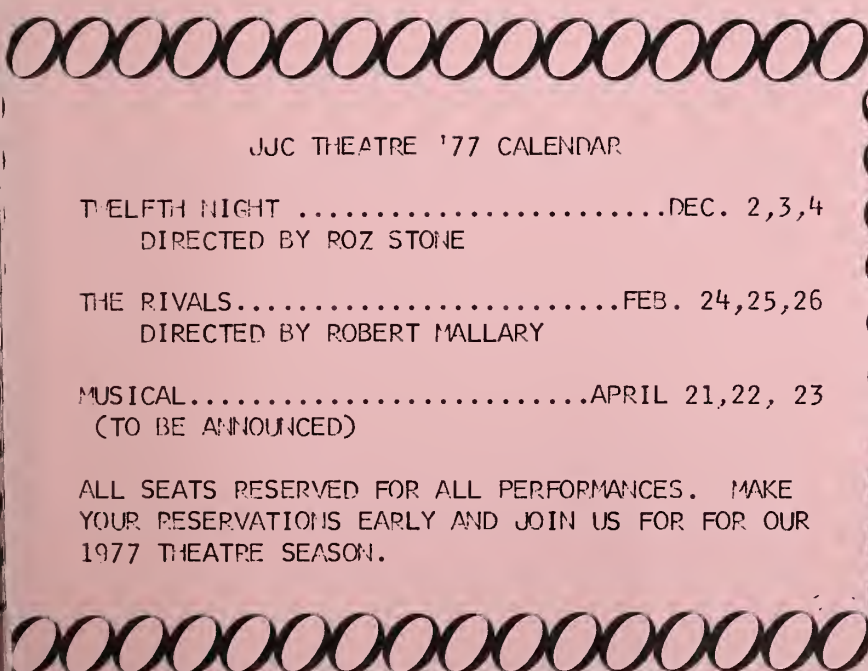 JJC THEATRE '77 CALENDAR
TWELFTH NIGHT ..........................DEC. 2,3,4
DIRECTED BY ROZ STONE
THE RIVALS...........................FEB. 24,25,26
DIRECTED BY ROBERT MALLARY
MUSICAL............................APRIL 21,22, 23
(TO BE ANNOUNCED)
ALL SEATS RESERVED FOR ALL PERFORMANCES.  MAKE
YOUR RESERVATIONS EARLY AND JOIN US FOR FOR OUR
1977 THEATRE SEASON.